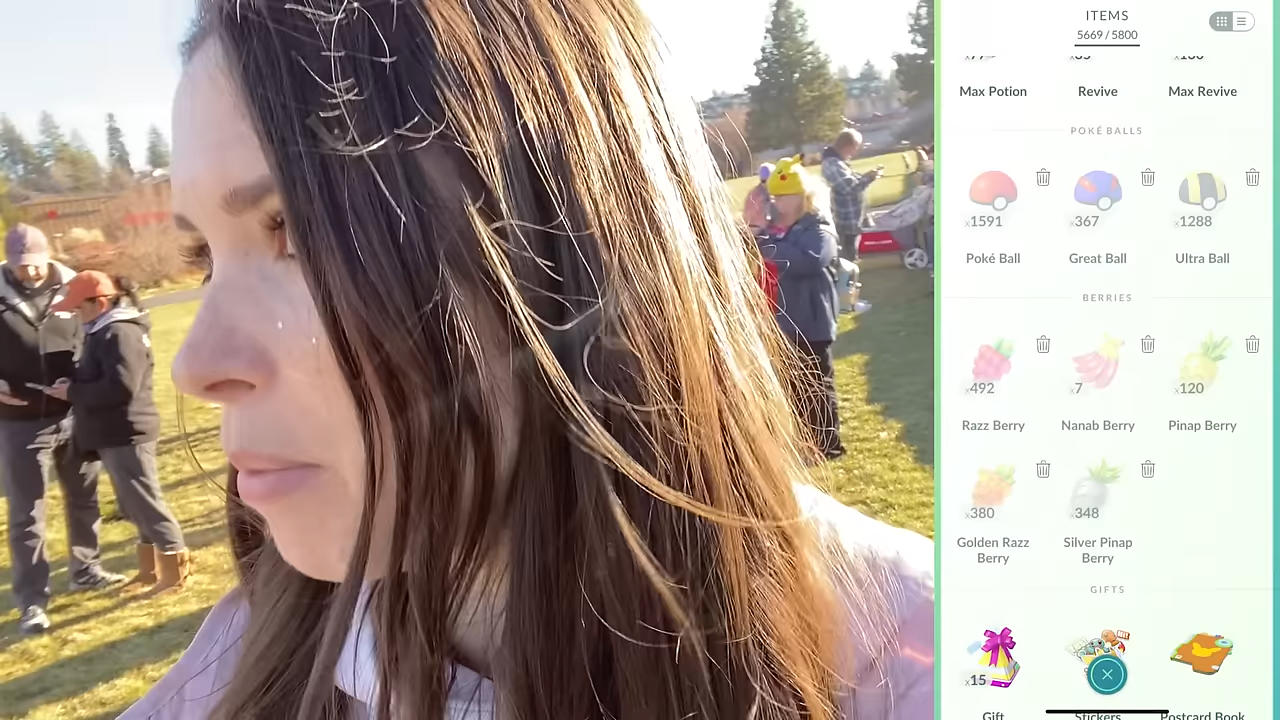 ITEMS
5669 / 5800
Max Potion
Revive
Max Revive
POKÉ BALLS
x1591
x367
x1288
Poké Ball
Great Ball
Ultra Ball
BERRIES
x492
x7
x120
Razz Berry
Nanab Berry
Pinap Berry
x380
x348
Golden Razz
Berry
Silver Pinap
Berry
GIFTS
x15
Gift
Stickers
Postcard Book